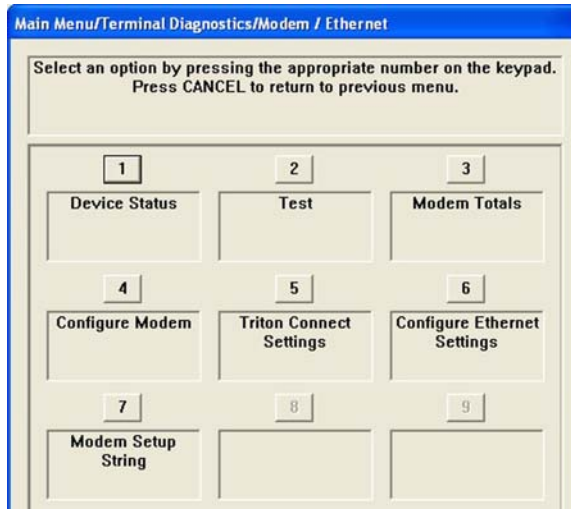 Main Menu/Terminal Diagnostics/Modem / Ethernet
Select an option by pressing the appropriate number on the keypad.
Press CANCEL to return to previous menu.
1
2
3
Device Status
Test
Modem Totals
4
5
6
Configure Modem
Triton Connect
Settings
Configure Ethernet
Settings
7
8
9
Modem Setup
String